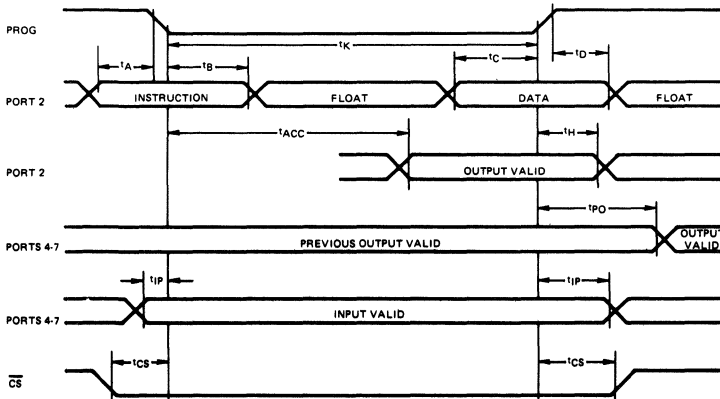 PROG
tK
tA
tB
tC
tD
PORT 2
INSTRUCTION
FLOAT
DATA
FLOAT
tACC
tH
PORT 2
OUTPUT VALID
tPO
PORTS 4-7
PREVIOUS OUTPUT VALID
OUTPUT
VALID
tIP
tIP
PORTS 4-7
INPUT VALID
tCS
tCS
CS